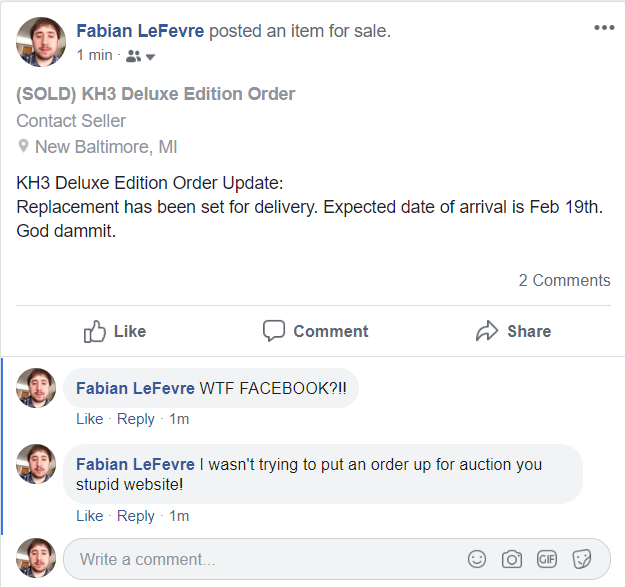 Fabian LeFevre posted an item for sale.
1 min ·
(SOLD) KH3 Deluxe Edition Order
Contact Seller
New Baltimore, MI
KH3 Deluxe Edition Order Update:
Replacement has been set for delivery. Expected date of arrival is Feb 19th.
God dammit.
2 Comments
Like Comment Share
Fabian LeFevre WTF FACEBOOK?!!
Like · Reply · 1m
Fabian LeFevre I wasn't trying to put an order up for auction you
stupid website!
Like · Reply · 1m
Write a comment... GIF